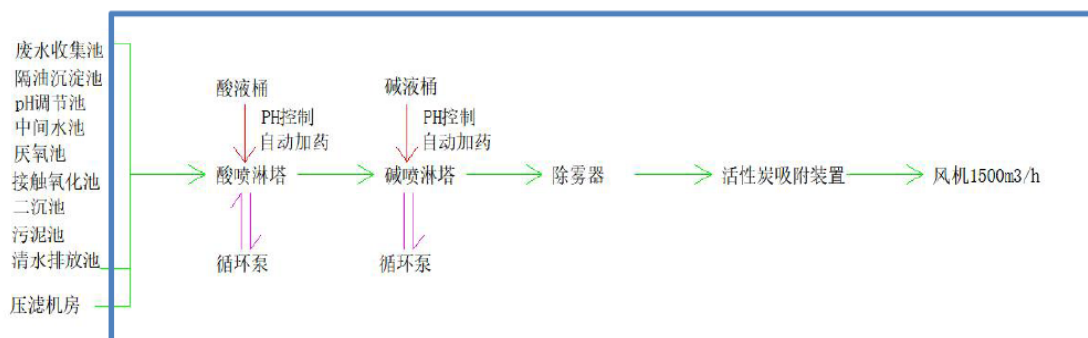 废水收集池
隔油沉淀池
pH调节池
中间水池
厌氧池
接触氧化池
二沉池
污泥池
清水排放池
压滤机房
酸液桶
PH控制
自动加药
酸喷淋塔
循环泵
碱液桶
PH控制
自动加药
碱喷淋塔
循环泵
除雾器
活性炭吸附装置
风机1500m3/h